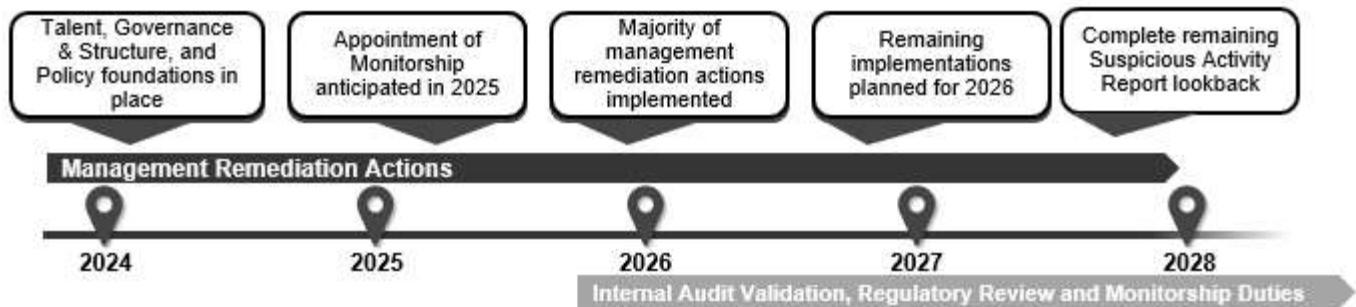 Talent, Governance
& Structure, and
Policy foundations in
place
Appointment of
Monitorship
anticipated in 2025
Majority of
management
remediation actions
implemented
Remaining
implementations
planned for 2026
Complete remaining
Suspicious Activity
Report lookback
Management Remediation Actions
2024
2025
2026
2027
2028
Internal Audit Validation, Regulatory Review and Monitorship Duties